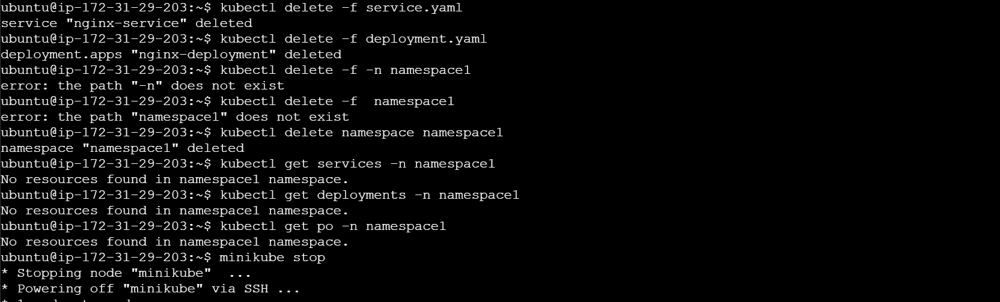 ubuntu@ip-172-31-29-203:~$ kubectl delete -f service.yaml
service "nginx-service" deleted
ubuntu@ip-172-31-29-203:~$ kubectl delete -f deployment.yaml
deployment.apps "nginx-deployment" deleted
ubuntu@ip-172-31-29-203:~$ kubectl delete -f -n namespace1
error: the path "-n" does not exist
ubuntu@ip-172-31-29-203:~$ kubectl delete -f  namespace1
error: the path "namespace1" does not exist
ubuntu@ip-172-31-29-203:~$ kubectl delete namespace namespace1
namespace "namespace1" deleted
ubuntu@ip-172-31-29-203:~$ kubectl get services -n namespace1
No resources found in namespace1 namespace.
ubuntu@ip-172-31-29-203:~$ kubectl get deployments -n namespace1
No resources found in namespace1 namespace.
ubuntu@ip-172-31-29-203:~$ kubectl get po -n namespace1
No resources found in namespace1 namespace.
ubuntu@ip-172-31-29-203:~$ minikube stop
* Stopping node "minikube"  ...
* Powering off "minikube" via SSH ...